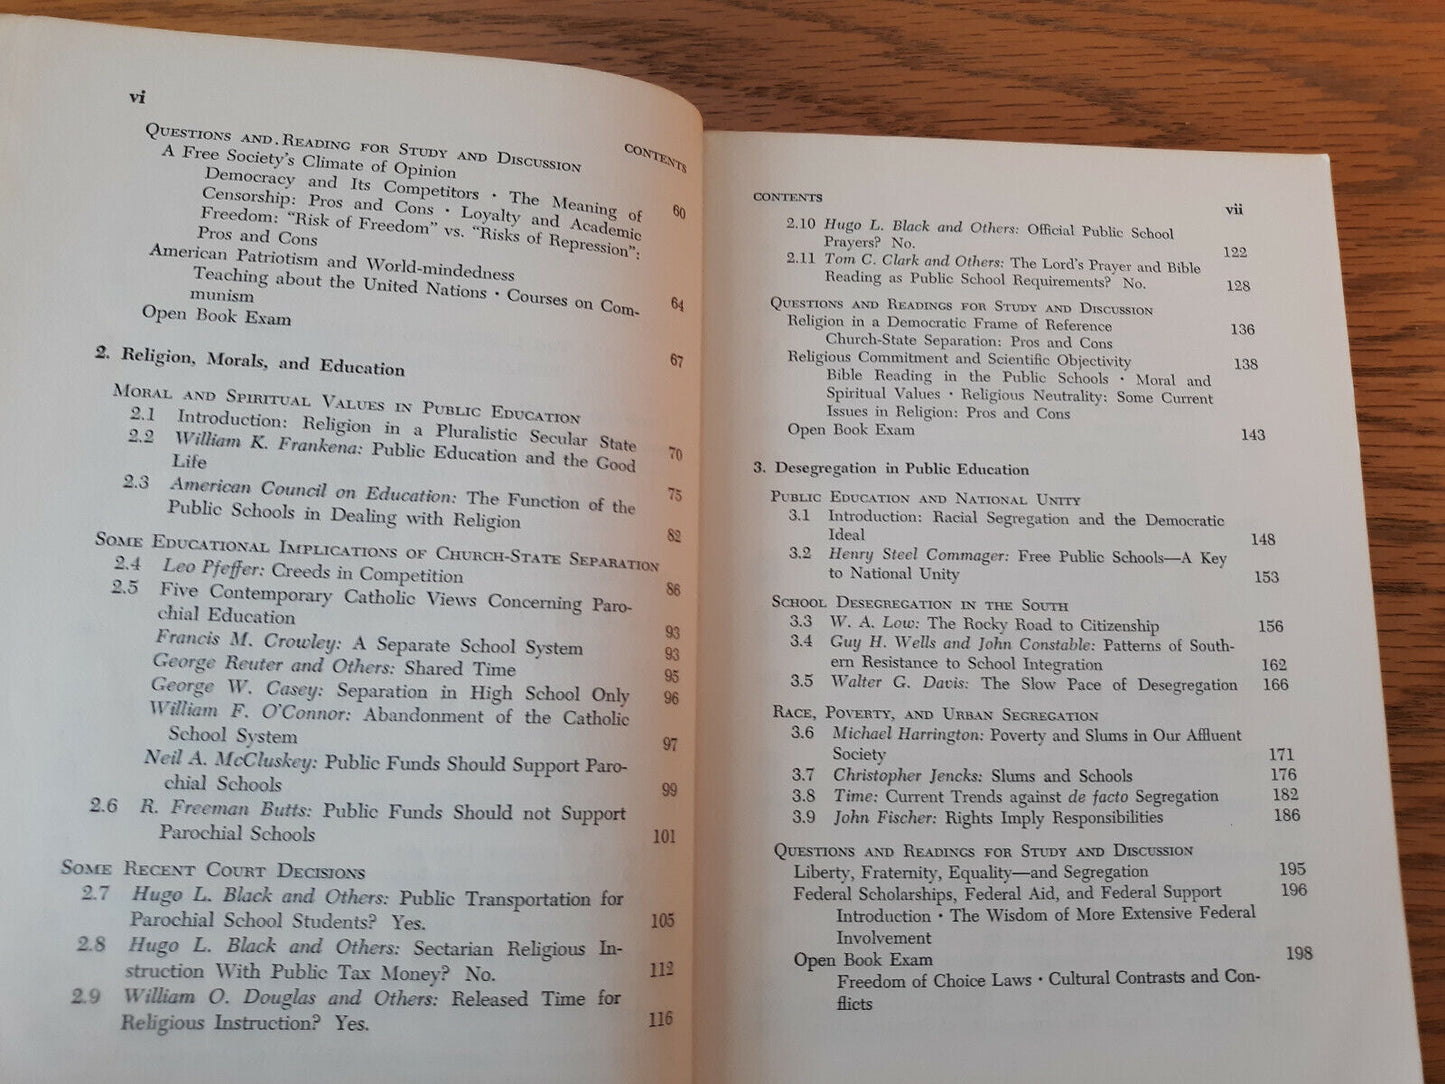 vi
CONTENTS
QUESTIONS AND READING FOR STUDY AND DISCUSSION
A Free Society's Climate of Opinion 60
Democracy and Its Competitors · The Meaning of
Censorship: Pros and Cons · Loyalty and Academic
Freedom: "Risk of Freedom" vs. "Risks of Repression":
Pros and Cons
American Patriotism and World-mindedness 64
Teaching about the United Nations · Courses on Com-
munism
Open Book Exam 67
2. Religion, Morals, and Education
MORAL AND SPIRITUAL VALUES IN PUBLIC EDUCATION
2.1 Introduction: Religion in a Pluralistic Secular State 70
2.2 William K. Frankena: Public Education and the Good
Life 75
2.3 American Council on Education: The Function of the
Public Schools in Dealing with Religion 82
SOME EDUCATIONAL IMPLICATIONS OF CHURCH-STATE SEPARATION
2.4 Leo Pfeffer: Creeds in Competition 86
2.5 Five Contemporary Catholic Views Concerning Paro-
chial Education 93
Francis M. Crowley: A Separate School System 93
George Reuter and Others: Shared Time 95
George W. Casey: Separation in High School Only 96
William F. O'Connor: Abandonment of the Catholic
School System 97
Neil A. McCluskey: Public Funds Should Support Paro-
chial Schools 99
2.6 R. Freeman Butts: Public Funds Should not Support
Parochial Schools 101
SOME RECENT COURT DECISIONS
2.7 Hugo L. Black and Others: Public Transportation for
Parochial School Students? Yes. 105
2.8 Hugo L. Black and Others: Sectarian Religious In-
struction With Public Tax Money? No. 112
2.9 William O. Douglas and Others: Released Time for
Religious Instruction? Yes. 116
CONTENTS vii
2.10 Hugo L. Black and Others: Official Public School
Prayers? No. 122
2.11 Tom C. Clark and Others: The Lord's Prayer and Bible
Reading as Public School Requirements? No. 128
QUESTIONS AND READINGS FOR STUDY AND DISCUSSION
Religion in a Democratic Frame of Reference 136
Church-State Separation: Pros and Cons
Religious Commitment and Scientific Objectivity 138
Bible Reading in the Public Schools · Moral and
Spiritual Values · Religious Neutrality: Some Current
Issues in Religion: Pros and Cons
Open Book Exam 143
3. Desegregation in Public Education
PUBLIC EDUCATION AND NATIONAL UNITY
3.1 Introduction: Racial Segregation and the Democratic
Ideal 148
3.2 Henry Steel Commager: Free Public Schools—A Key
to National Unity 153
SCHOOL DESEGREGATION IN THE SOUTH
3.3 W. A. Low: The Rocky Road to Citizenship 156
3.4 Guy H. Wells and John Constable: Patterns of South-
ern Resistance to School Integration 162
3.5 Walter G. Davis: The Slow Pace of Desegregation 166
RACE, POVERTY, AND URBAN SEGREGATION
3.6 Michael Harrington: Poverty and Slums in Our Affluent
Society 171
3.7 Christopher Jencks: Slums and Schools 176
3.8 Time: Current Trends against de facto Segregation 182
3.9 John Fischer: Rights Imply Responsibilities 186
QUESTIONS AND READINGS FOR STUDY AND DISCUSSION
Liberty, Fraternity, Equality—and Segregation 195
Federal Scholarships, Federal Aid, and Federal Support 196
Introduction · The Wisdom of More Extensive Federal
Involvement
Open Book Exam 198
Freedom of Choice Laws · Cultural Contrasts and Con-
flicts